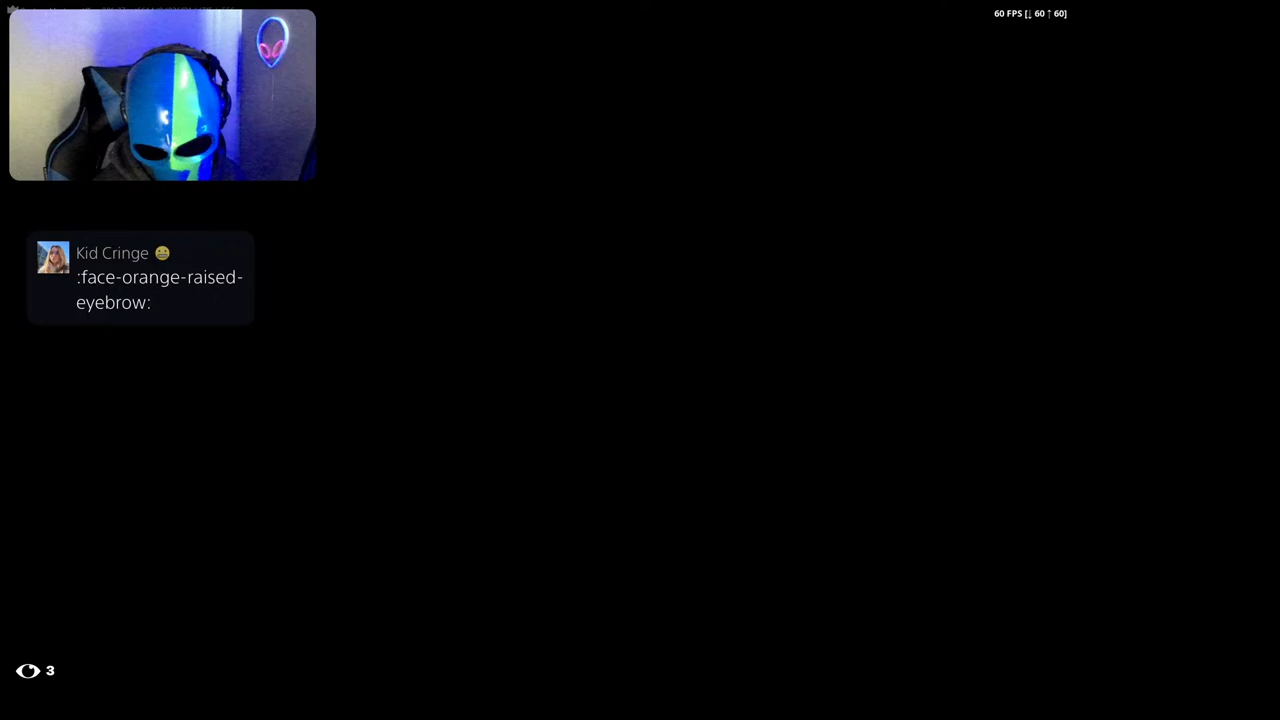 60 FPS [↓ 60 ↑ 60]
Kid Cringe 😬
:face-orange-raised-
eyebrow:
3